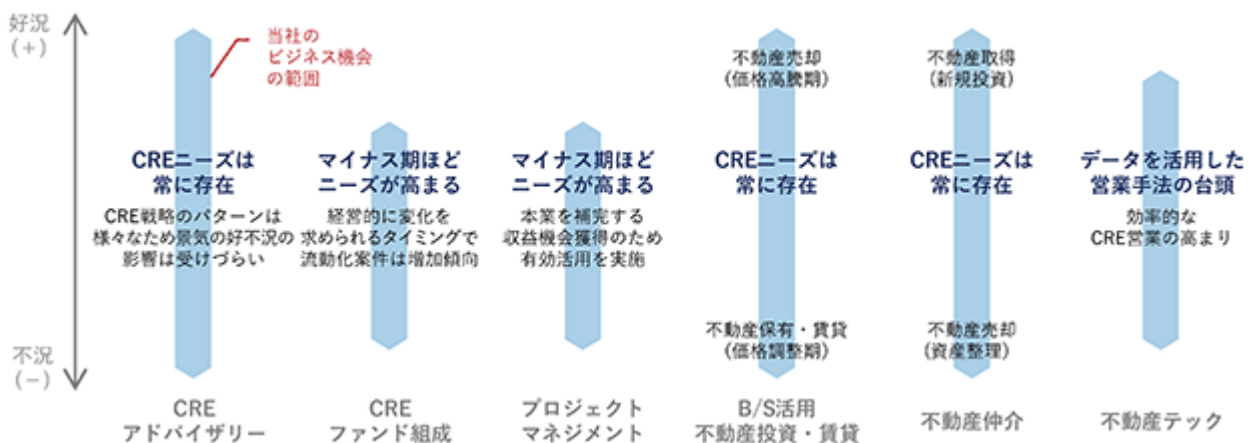 好況
(+)
当社の
ビジネス機会
の範囲
CREニーズは
常に存在
CRE戦略のパターンは
様々なため景気の好不況の
影響は受けづらい
マイナス期ほど
ニーズが高まる
経営的に変化を
求められるタイミングで
流動化案件は増加傾向
マイナス期ほど
ニーズが高まる
本業を補完する
収益機会獲得のため
有効活用を実施
不動産売却
(価格高騰期)
CREニーズは
常に存在
不動産保有・賃貸
(価格調整期)
不動産取得
(新規投資)
CREニーズは
常に存在
不動産売却
(資産整理)
データを活用した
営業手法の台頭
効率的な
CRE営業の高まり
不況
(−)
CRE
アドバイザリー
CRE
ファンド組成
プロジェクト
マネジメント
B/S活用
不動産投資・賃貸
不動産仲介
不動産テック